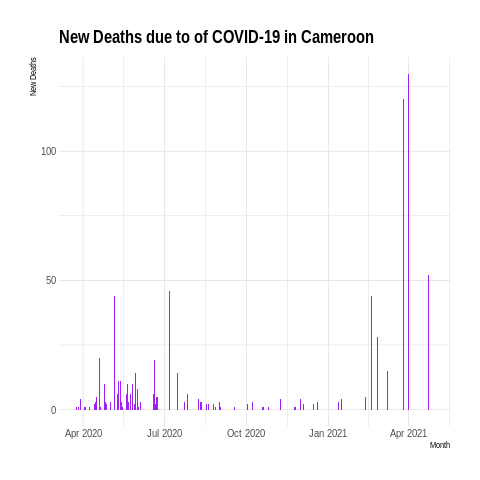 New Deaths due to of COVID-19 in Cameroon
New Deaths
100
50
0
Apr 2020 Jul 2020 Oct 2020 Jan 2021 Apr 2021
Month